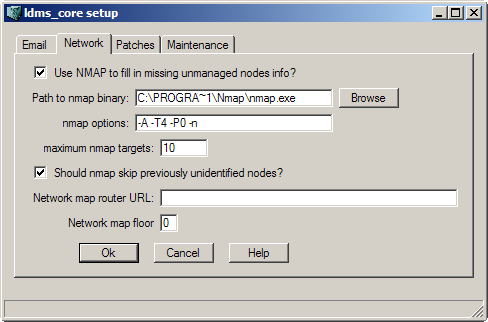 ldms_core setup
Email Network Patches Maintenance
Use NMAP to fill in missing unmanaged nodes info?
Path to nmap binary: C:\PROGRA~1\Nmap\nmap.exe Browse
nmap options: -A -T4 -P0 -n
maximum nmap targets: 10
Should nmap skip previously unidentified nodes?
Network map router URL:
Network map floor 0
Ok Cancel Help